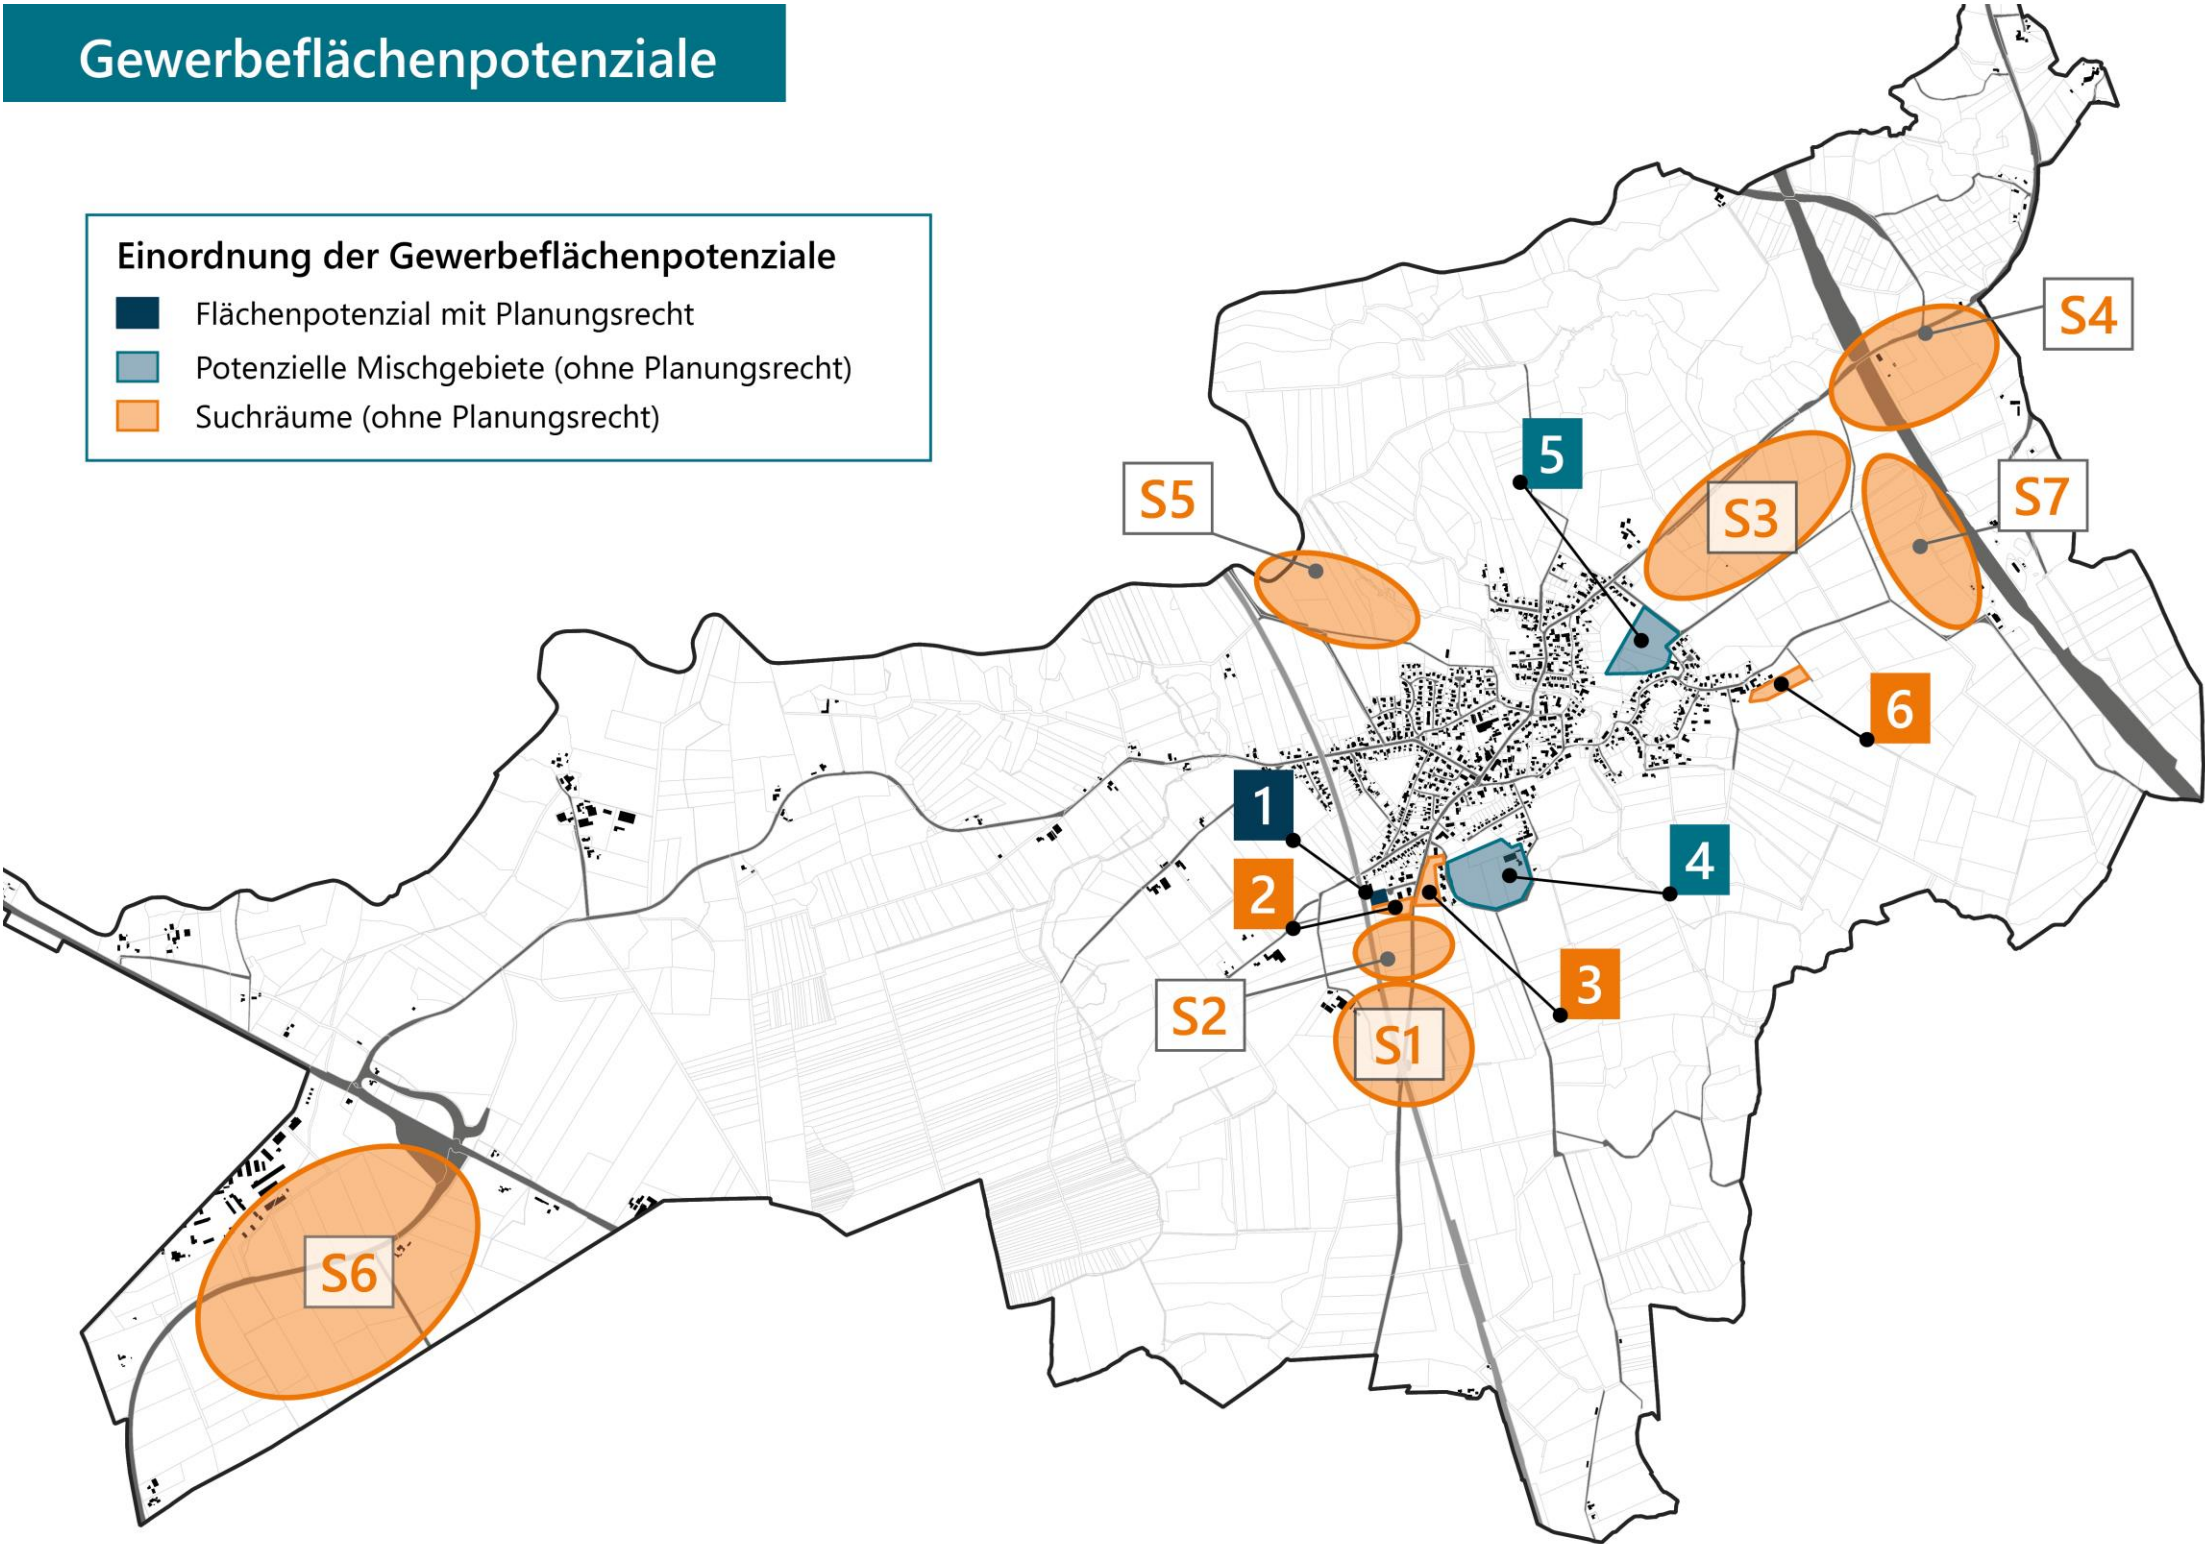 Gewerbeflächenpotenziale
Einordnung der Gewerbeflächenpotenziale
Flächenpotenzial mit Planungsrecht
Potenzielle Mischgebiete (ohne Planungsrecht)
Suchräume (ohne Planungsrecht)
S4
5
S5
S3
S7
6
1
4
2
3
S2
S1
S6